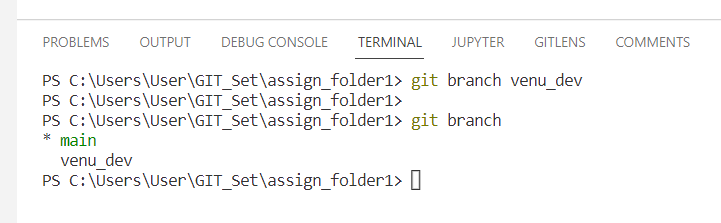 PROBLEMS OUTPUT DEBUG CONSOLE TERMINAL JUPYTER GITLENS COMMENTS
PS C:\Users\User\GIT_Set\assign_folder1> git branch venu_dev
PS C:\Users\User\GIT_Set\assign_folder1>
PS C:\Users\User\GIT_Set\assign_folder1> git branch
* main
  venu_dev
PS C:\Users\User\GIT_Set\assign_folder1>